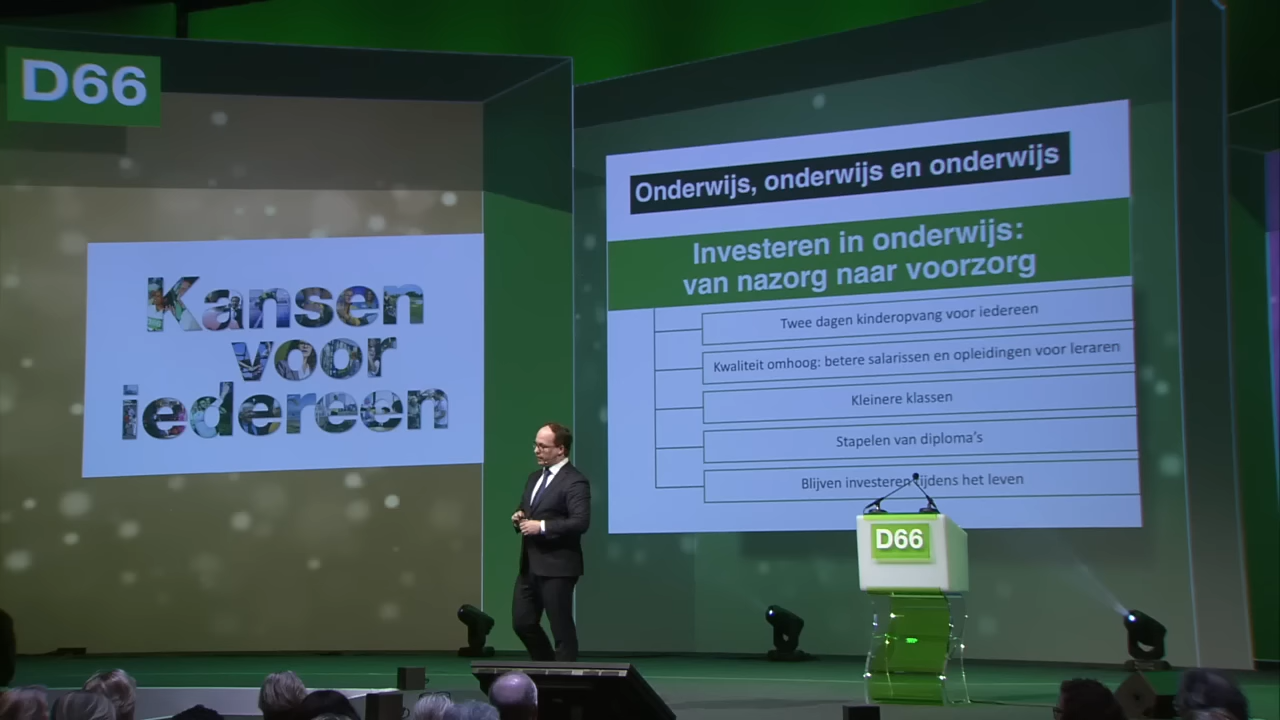 D66
Kansen
voor
iedereen
Onderwijs, onderwijs en onderwijs
Investeren in onderwijs:
van nazorg naar voorzorg
Twee dagen kinderopvang voor iedereen
Kwaliteit omhoog: betere salarissen en opleidingen voor leraren
Kleinere klassen
Stapelen van diploma's
Blijven investeren tijdens het leven
D66